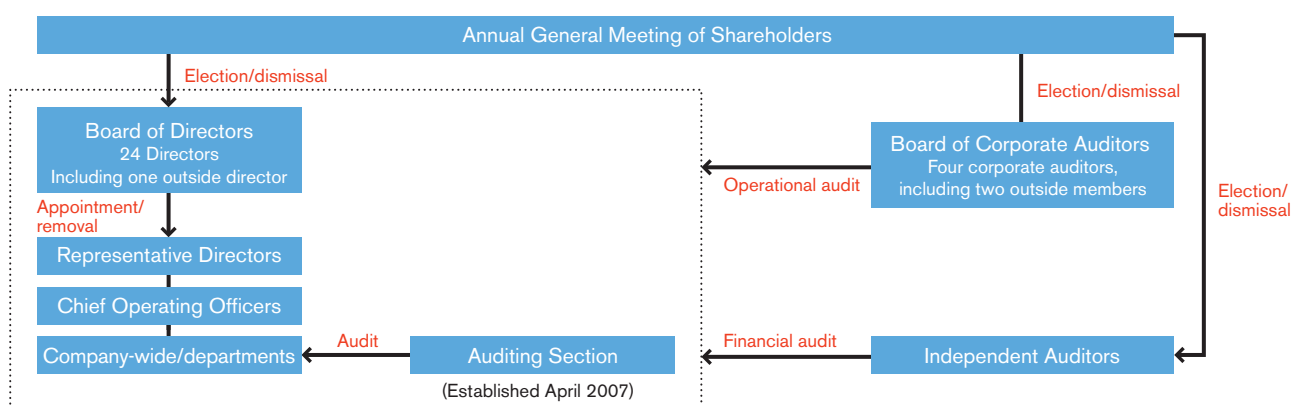 Annual General Meeting of Shareholders
Election/dismissal
Election/dismissal
Board of Directors
24 Directors
Including one outside director
Board of Corporate Auditors
Four corporate auditors,
including two outside members
Operational audit
Election/
dismissal
Appointment/
removal
Representative Directors
Chief Operating Officers
Company-wide/departments
Audit
Auditing Section
(Established April 2007)
Financial audit
Independent Auditors